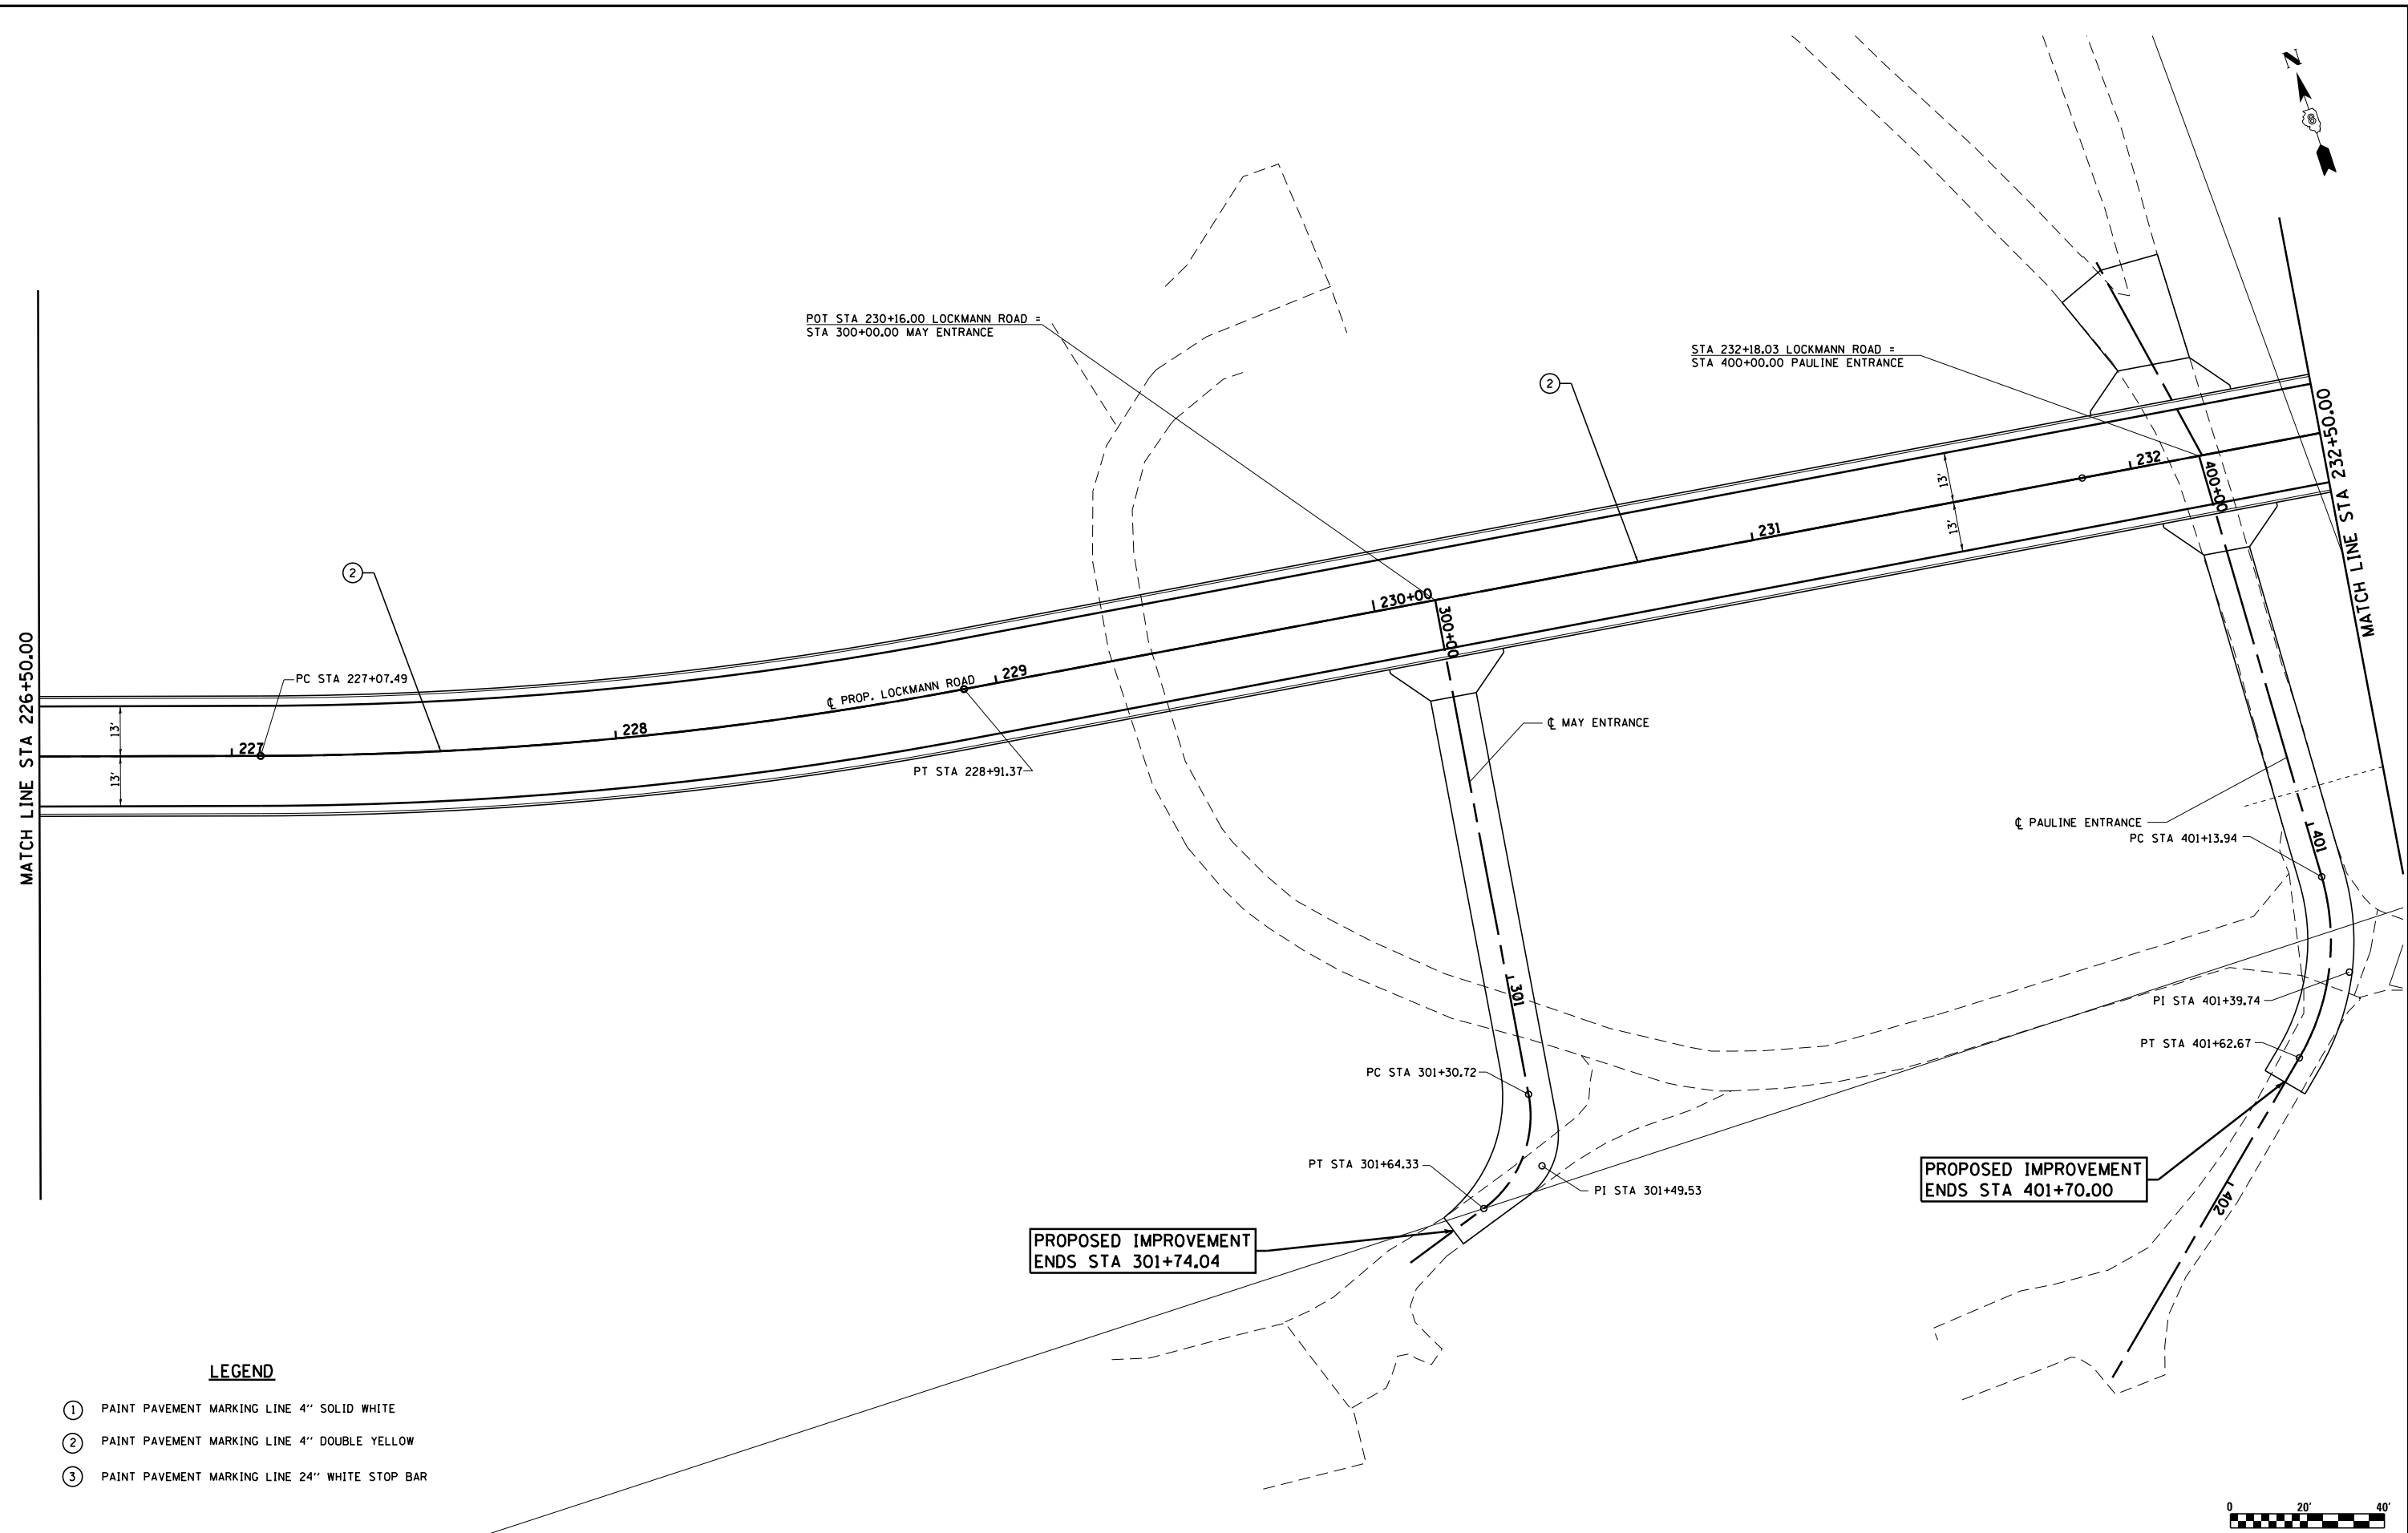 N
8
POT STA 230+16.00 LOCKMANN ROAD =
STA 300+00.00 MAY ENTRANCE
STA 232+18.03 LOCKMANN ROAD =
STA 400+00.00 PAULINE ENTRANCE
2
2
MATCH LINE STA 226+50.00
MATCH LINE STA 232+50.00
13'
13'
13'
13'
227
228
229
230+00
231
232
300+00
301
400+00
401
402
PC STA 227+07.49
℄ PROP. LOCKMANN ROAD
PT STA 228+91.37
℄ MAY ENTRANCE
℄ PAULINE ENTRANCE
PC STA 401+13.94
PI STA 401+39.74
PT STA 401+62.67
PC STA 301+30.72
PT STA 301+64.33
PI STA 301+49.53
PROPOSED IMPROVEMENT
ENDS STA 401+70.00
PROPOSED IMPROVEMENT
ENDS STA 301+74.04
LEGEND
1 PAINT PAVEMENT MARKING LINE 4'' SOLID WHITE
2 PAINT PAVEMENT MARKING LINE 4'' DOUBLE YELLOW
3 PAINT PAVEMENT MARKING LINE 24'' WHITE STOP BAR
0 20' 40'